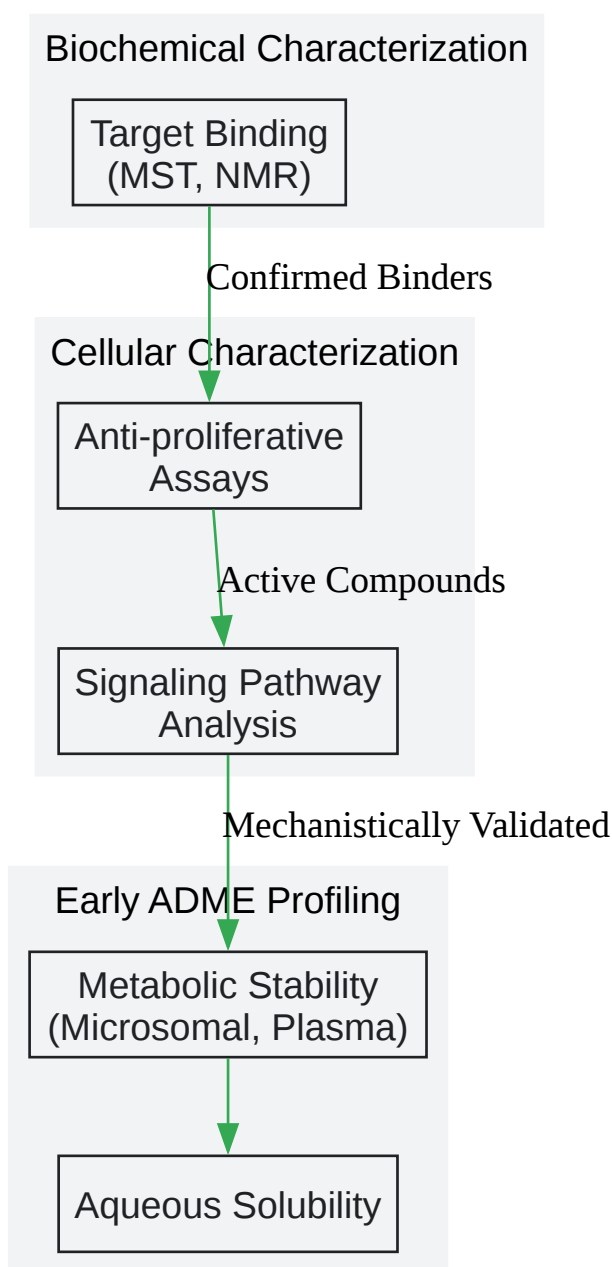 Biochemical Characterization
Target Binding
(MST, NMR)
Confirmed Binders
Cellular Characterization
Anti-proliferative
Assays
Active Compounds
Signaling Pathway
Analysis
Mechanistically Validated
Early ADME Profiling
Metabolic Stability
(Microsomal, Plasma)
Aqueous Solubility